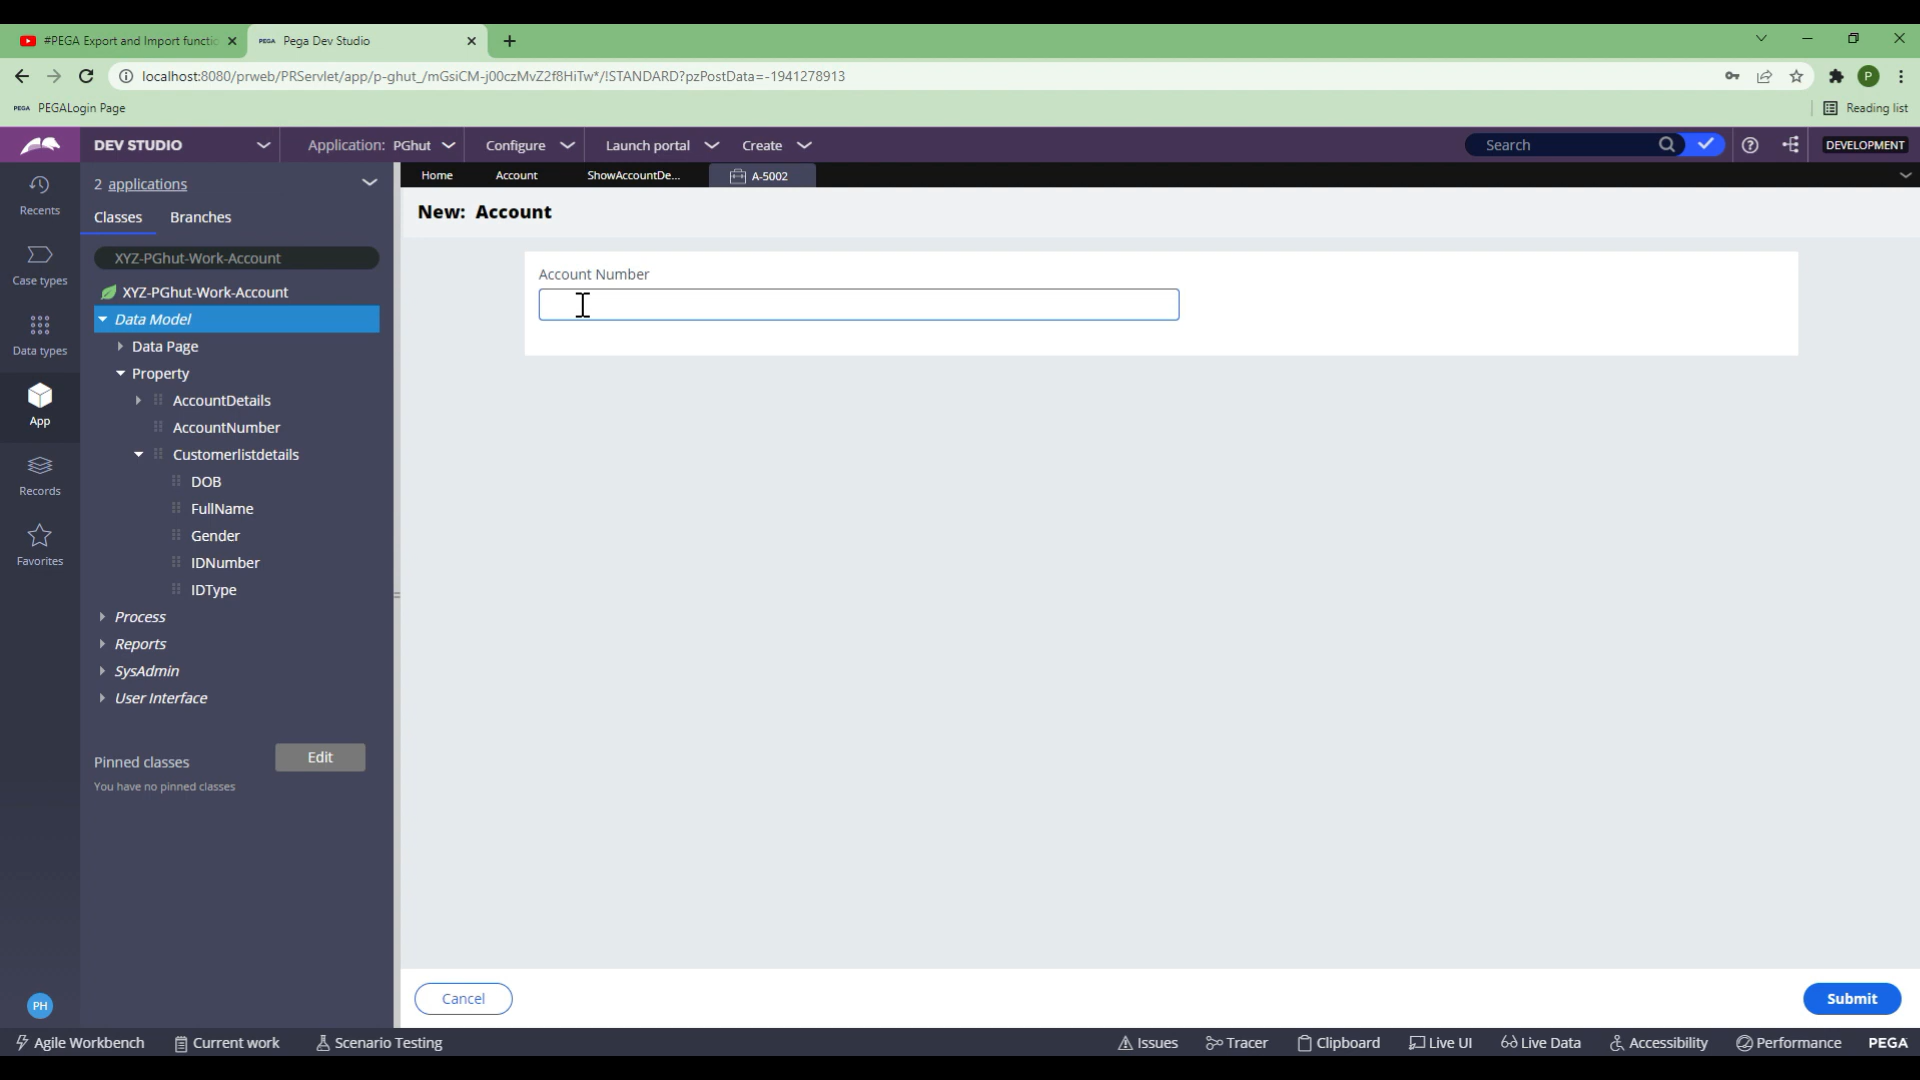 #PEGA Export and Import functi
PEGA Pega Dev Studio
localhost:8080/prweb/PRServlet/app/p-ghut_/mGsiCM-j00czMvZ2f8HiTw*/!STANDARD?pzPostData=-1941278913
P
PEGA PEGALogin Page
Reading list
DEV STUDIO
Application: PGhut
Configure
Launch portal
Create
Search
DEVELOPMENT
Recents
Case types
Data types
App
Records
Favorites
PH
2 applications
Classes
Branches
XYZ-PGhut-Work-Account
XYZ-PGhut-Work-Account
Data Model
Data Page
Property
AccountDetails
AccountNumber
Customerlistdetails
DOB
FullName
Gender
IDNumber
IDType
Process
Reports
SysAdmin
User Interface
Pinned classes
Edit
You have no pinned classes
Home
Account
ShowAccountDe...
A-5002
New: Account
Account Number
Cancel
Submit
Agile Workbench
Current work
Scenario Testing
Issues
Tracer
Clipboard
Live UI
Live Data
Accessibility
Performance
PEGA